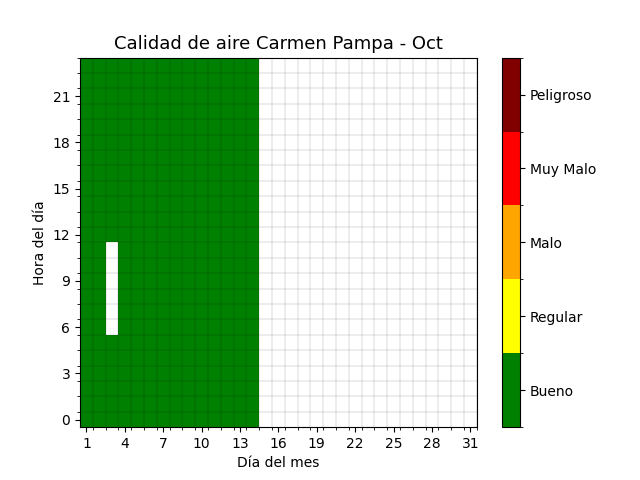 Calidad de aire Carmen Pampa - Oct
Hora del día
21
18
15
12
9
6
3
0
1 4 7 10 13 16 19 22 25 28 31
Día del mes
Peligroso
Muy Malo
Malo
Regular
Bueno